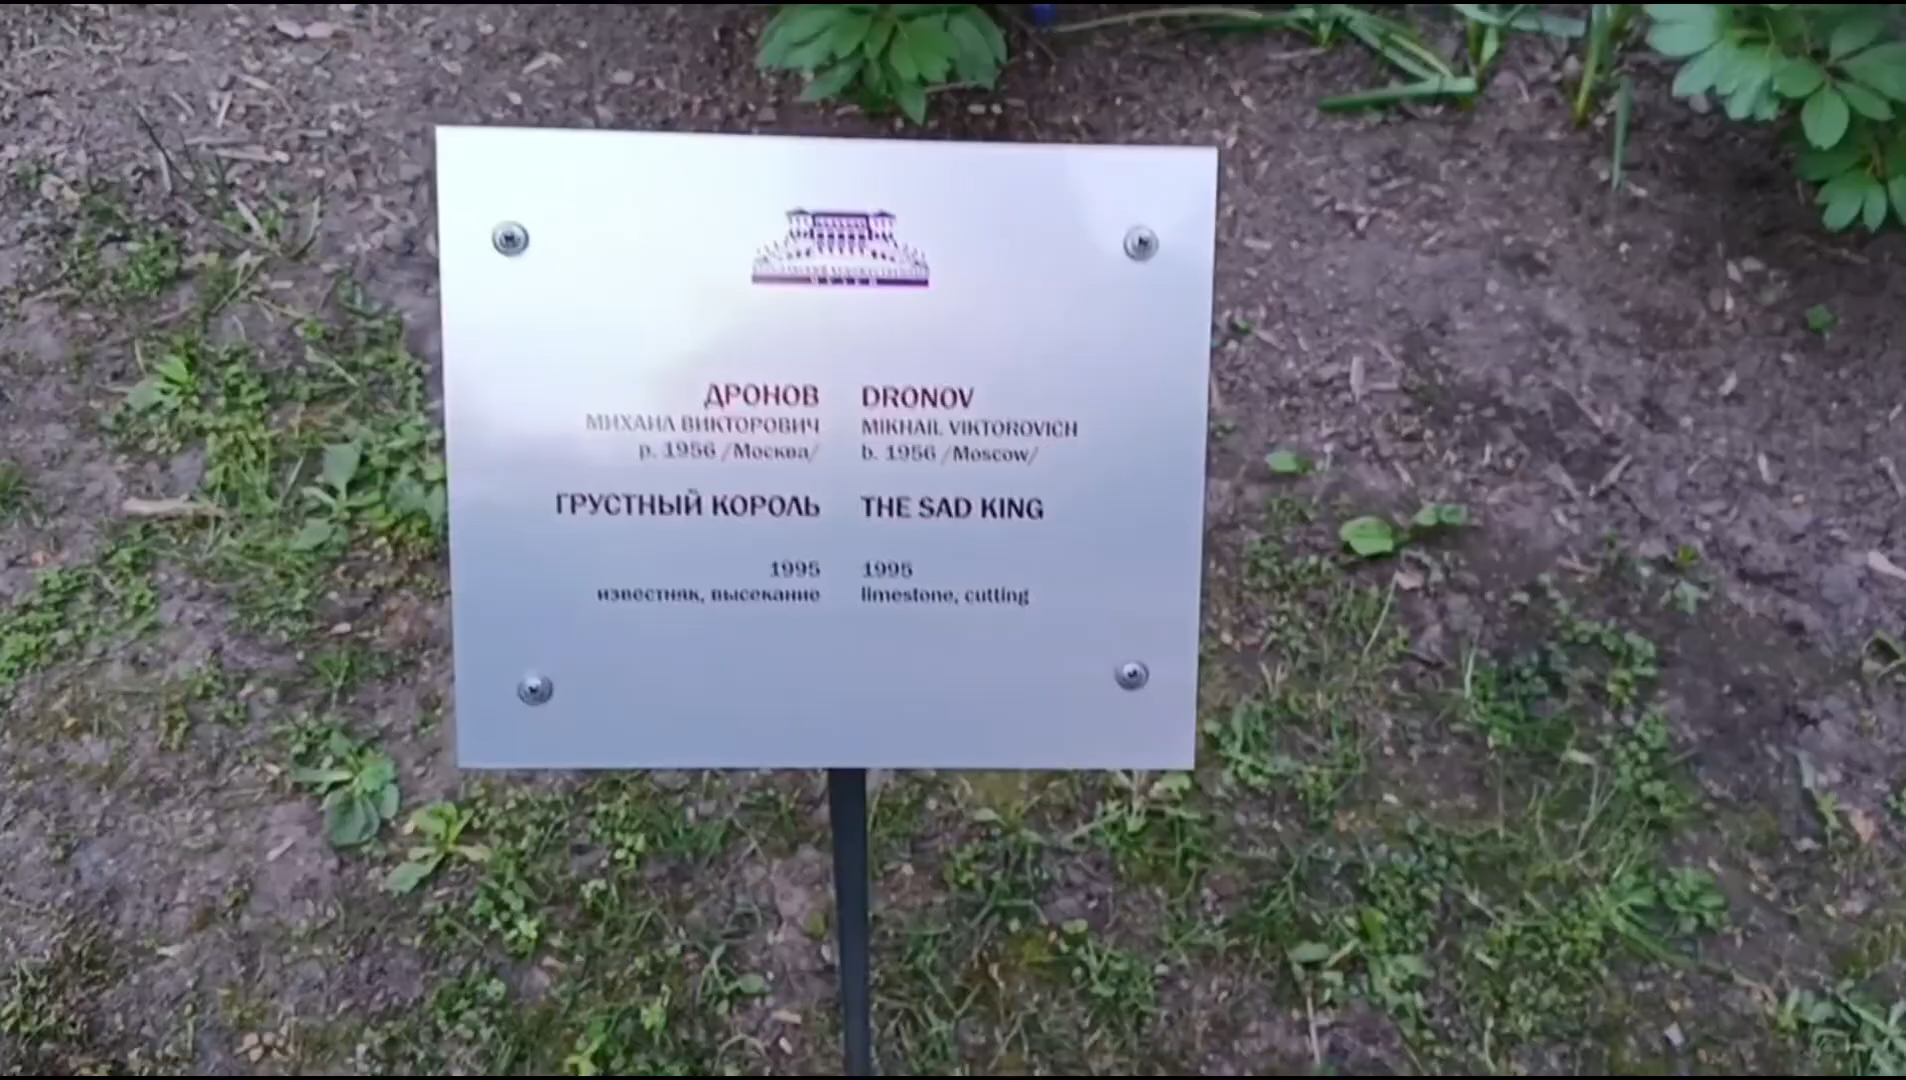 ДРОНОВ
МИХАИЛ ВИКТОРОВИЧ
р. 1956 /Москва/
ГРУСТНЫЙ КОРОЛЬ
1995
известняк, высекание
DRONOV
MIKHAIL VIKTOROVICH
b. 1956 /Moscow/
THE SAD KING
1995
limestone, cutting